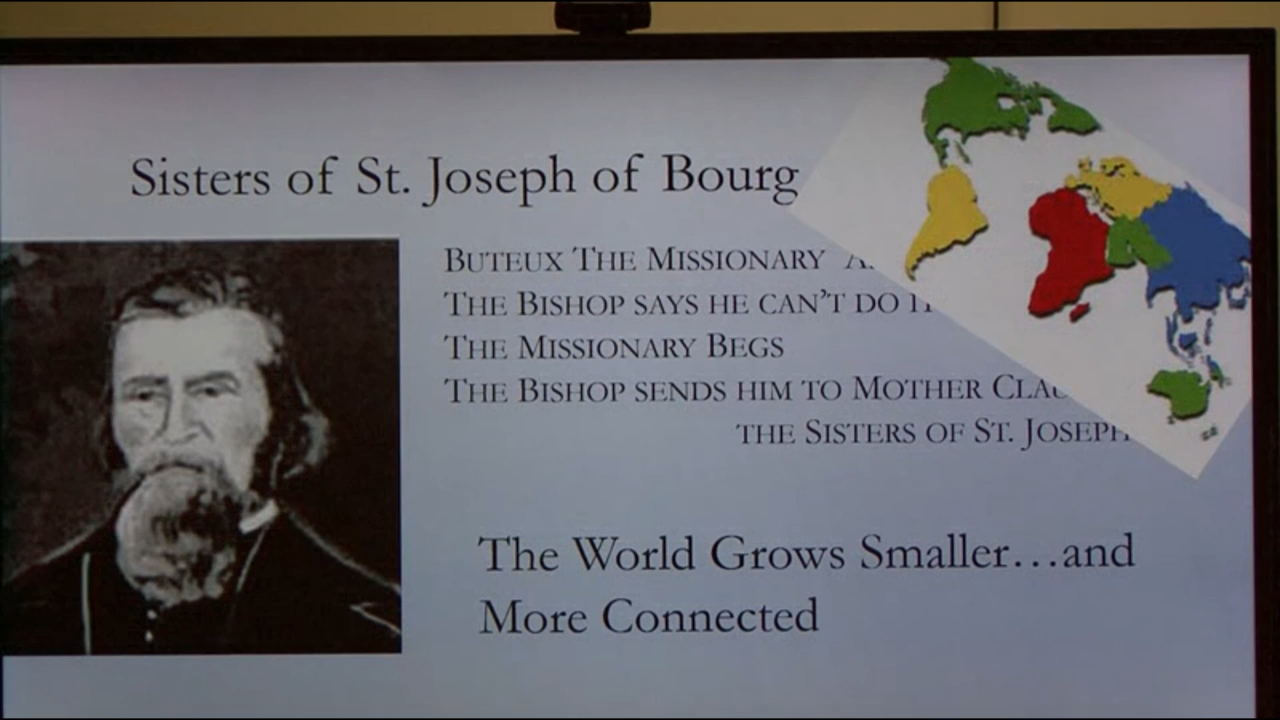 Sisters of St. Joseph of Bourg
BUTEUX THE MISSIONARY
THE BISHOP SAYS HE CAN'T DO
THE MISSIONARY BEGS
THE BISHOP SENDS HIM TO MOTHER
THE SISTERS OF ST. JOSEPH
The World Grows Smaller…and
More Connected